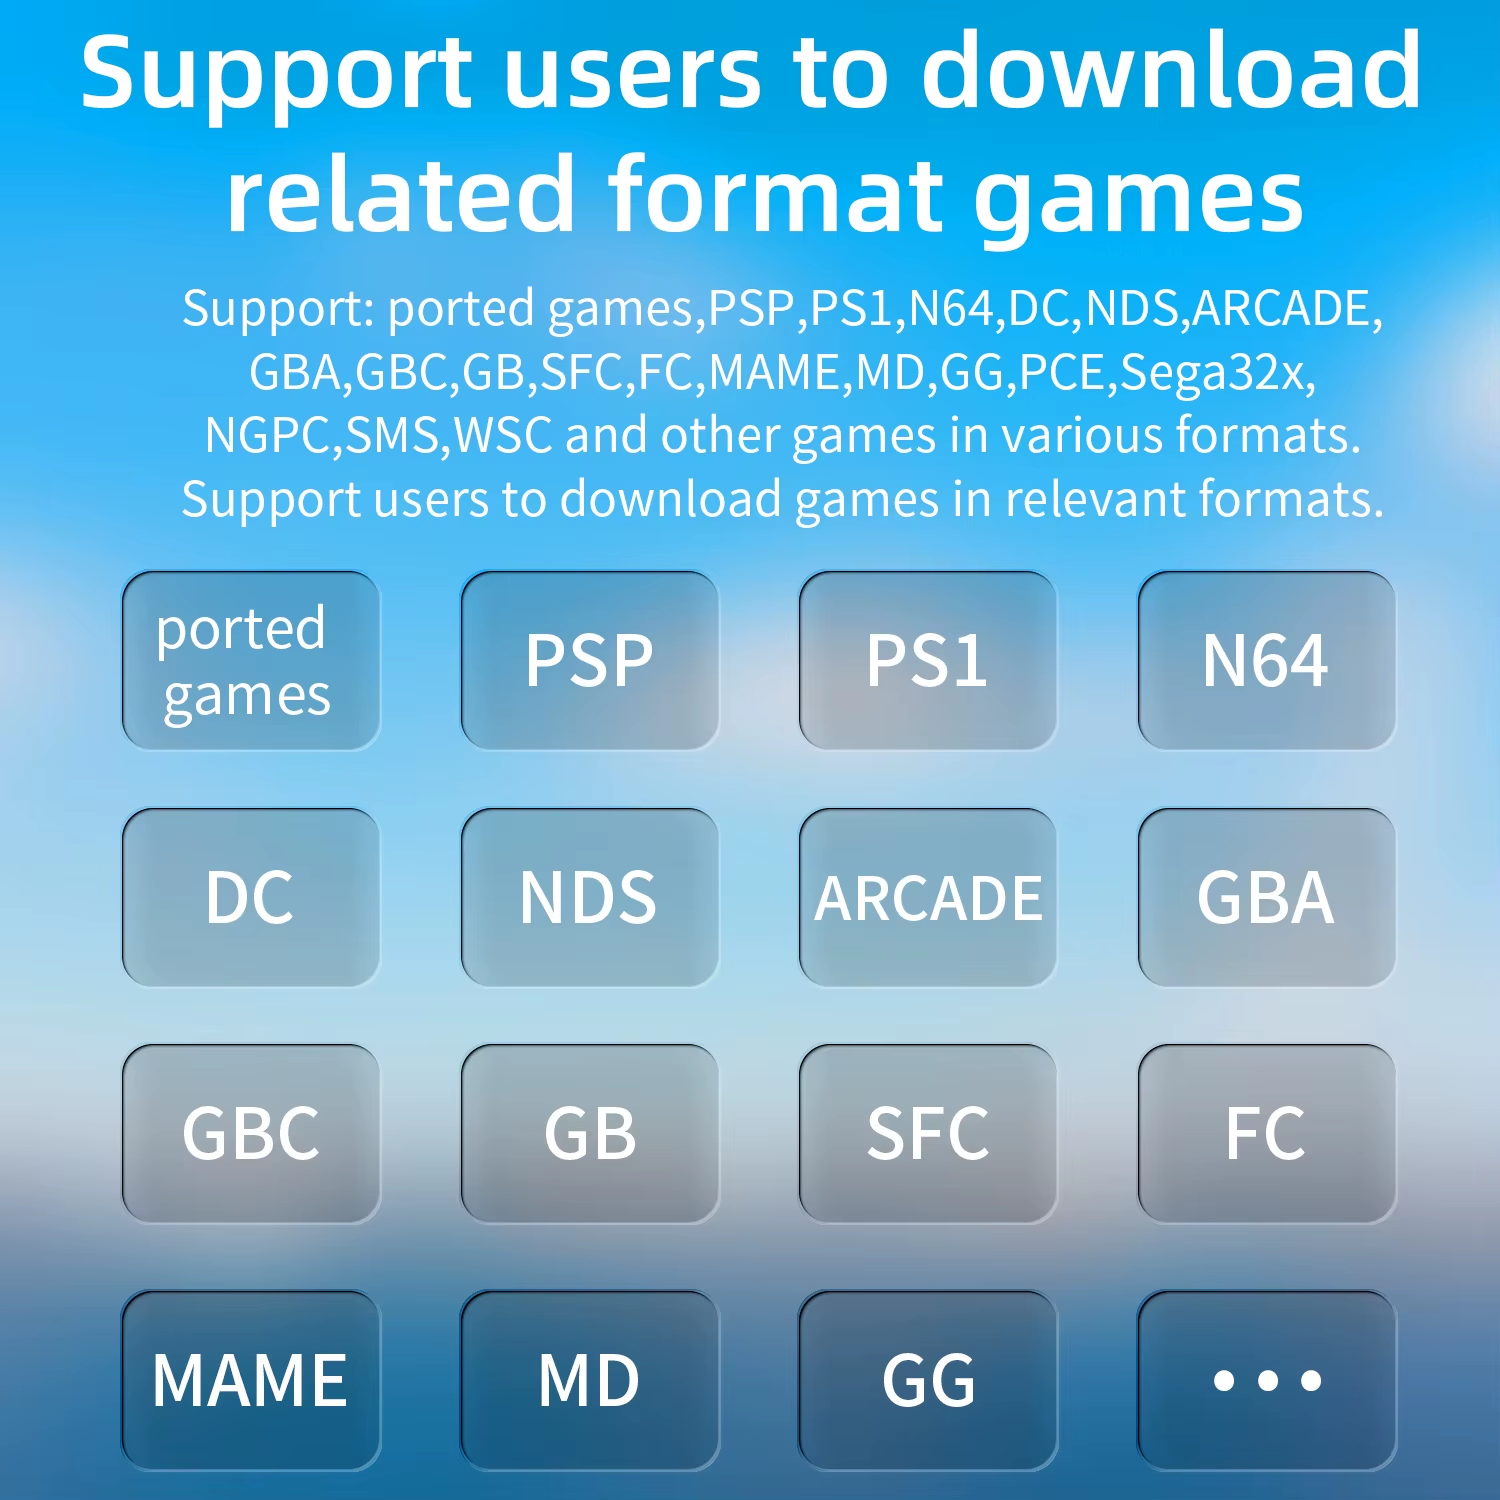 Support users to download
related format games
Support: ported games,PSP,PS1,N64,DC,NDS,ARCADE,
GBA,GBC,GB,SFC,FC,MAME,MD,GG,PCE,Sega32x,
NGPC,SMS,WSC and other games in various formats.
Support users to download games in relevant formats.
ported
games
PSP
PS1
N64
DC
NDS
ARCADE
GBA
GBC
GB
SFC
FC
MAME
MD
GG
•••